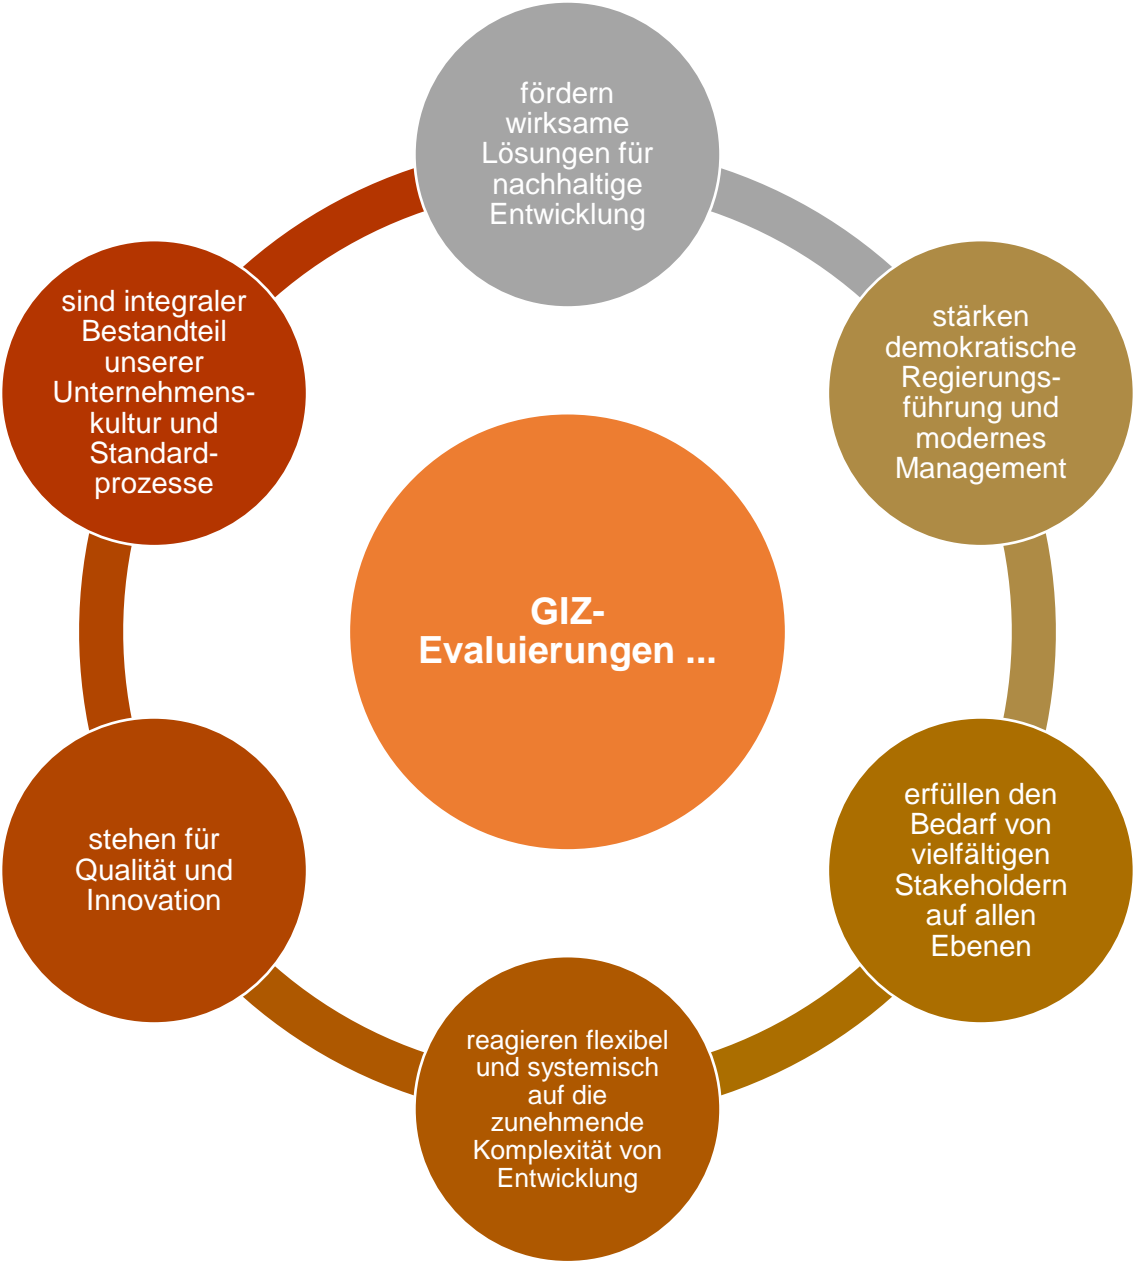 fördern
wirksame
Lösungen für
nachhaltige
Entwicklung
stärken
demokratische
Regierungs-
führung und
modernes
Management
erfüllen den
Bedarf von
vielfältigen
Stakeholdern
auf allen
Ebenen
reagieren flexibel
und systemisch
auf die
zunehmende
Komplexität von
Entwicklung
stehen für
Qualität und
Innovation
sind integraler
Bestandteil
unserer
Unternehmens-
kultur und
Standard-
prozesse
GIZ-
Evaluierungen ...